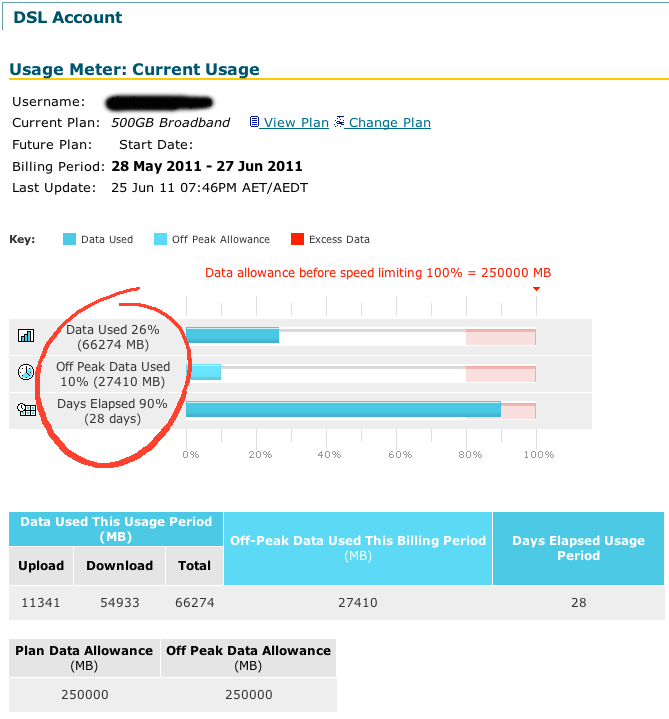 DSL Account
Usage Meter: Current Usage
Username:
Current Plan: 500GB Broadband View Plan Change Plan
Future Plan: Start Date:
Billing Period: 28 May 2011 - 27 Jun 2011
Last Update: 25 Jun 11 07:46PM AET/AEDT
Key: Data Used Off Peak Allowance Excess Data
Data allowance before speed limiting 100% = 250000 MB
Data Used 26%
(66274 MB)
Off Peak Data Used
10% (27410 MB)
Days Elapsed 90%
(28 days)
0% 20% 40% 60% 80% 100%
Data Used This Usage Period
(MB)
Off-Peak Data Used This Billing Period
(MB)
Days Elapsed Usage
Period
Upload Download Total
11341 54933 66274 27410 28
Plan Data Allowance
(MB)
Off Peak Data Allowance
(MB)
250000 250000